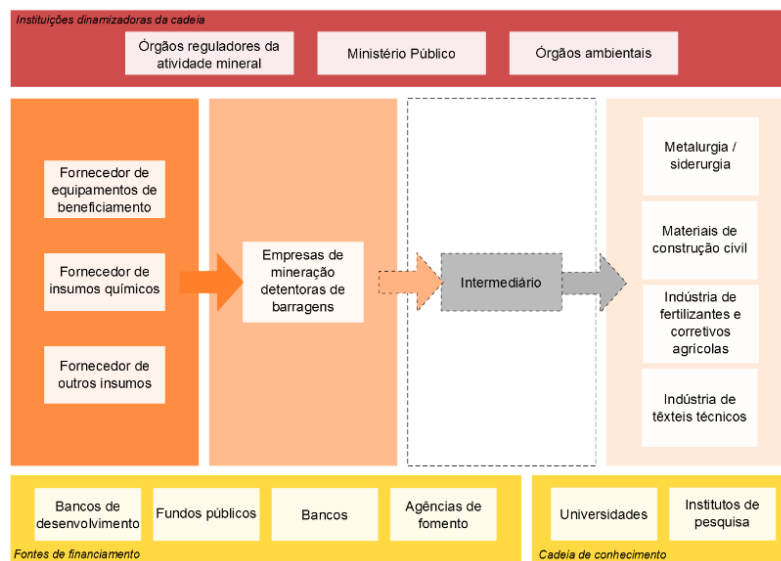 Instituições dinamizadoras da cadeia
Órgãos reguladores da
atividade mineral
Ministério Público
Órgãos ambientais
Fornecedor de
equipamentos de
beneficiamento
Fornecedor de
insumos químicos
Fornecedor de
outros insumos
Empresas de
mineração
detentoras de
barragens
Intermediário
Metalurgia /
siderurgia
Materiais de
construção civil
Indústria de
fertilizantes e
corretivos
agrícolas
Indústria de
têxteis técnicos
Bancos de
desenvolvimento
Fundos públicos
Bancos
Agências de
fomento
Fontes de financiamento
Universidades
Institutos de
pesquisa
Cadeia de conhecimento